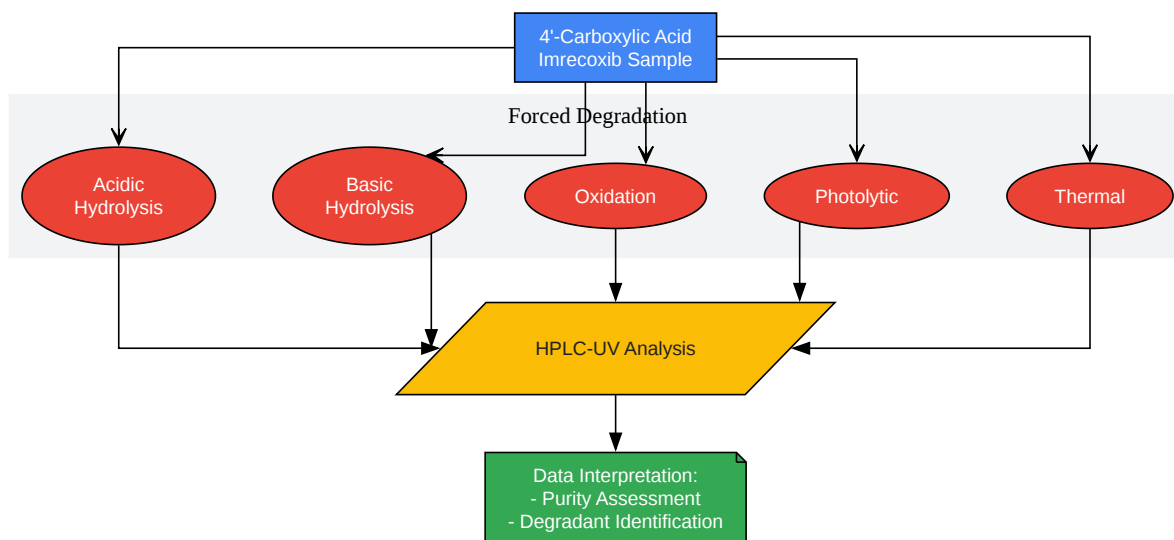 4'-Carboxylic Acid
Imrecoxib Sample
Forced Degradation
Acidic
Hydrolysis
Basic
Hydrolysis
Oxidation
Photolytic
Thermal
HPLC-UV Analysis
Data Interpretation:
- Purity Assessment
- Degradant Identification